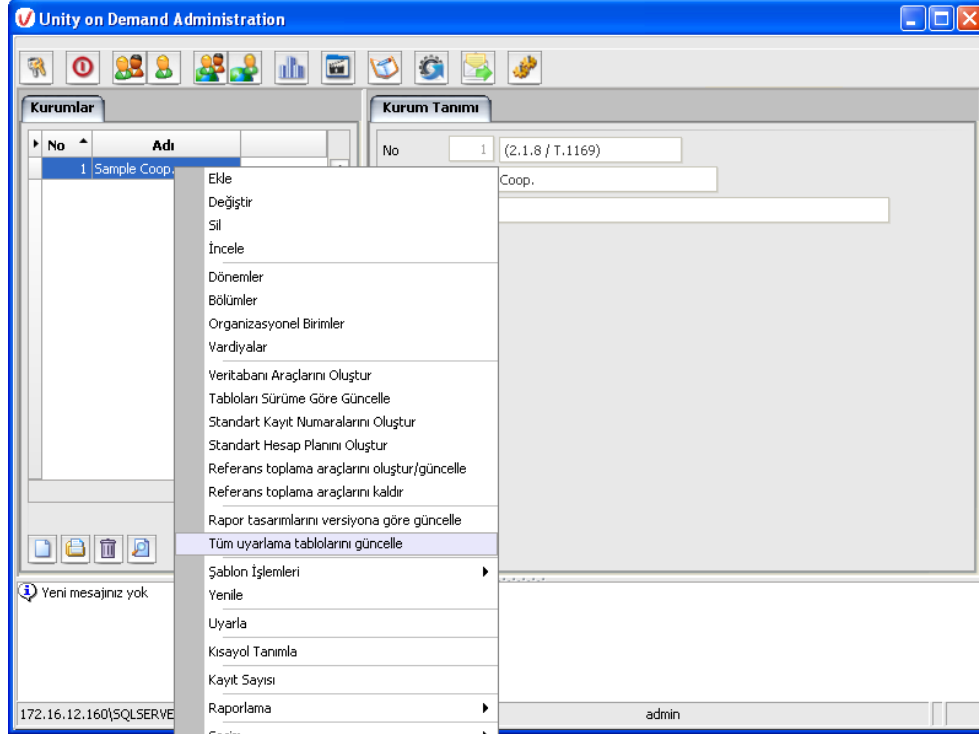 Unity on Demand Administration
Kurumlar
Kurum Tanımı
No Adı
1 Sample Coop.
No 1 (2.1.8 / T.1169)
Coop.
Ekle
Değiştir
Sil
İncele
Dönemler
Bölümler
Organizasyonel Birimler
Vardiyalar
Veritabanı Araçlarını Oluştur
Tabloları Sürüme Göre Güncelle
Standart Kayıt Numaralarını Oluştur
Standart Hesap Planını Oluştur
Referans toplama araçlarını oluştur/güncelle
Referans toplama araçlarını kaldır
Rapor tasarımlarını versiyona göre güncelle
Tüm uyarlama tablolarını güncelle
Şablon İşlemleri
Yenile
Uyarla
Kısayol Tanımla
Kayıt Sayısı
Raporlama
Yeni mesajınız yok
172.16.12.160\SQLSERVE
admin